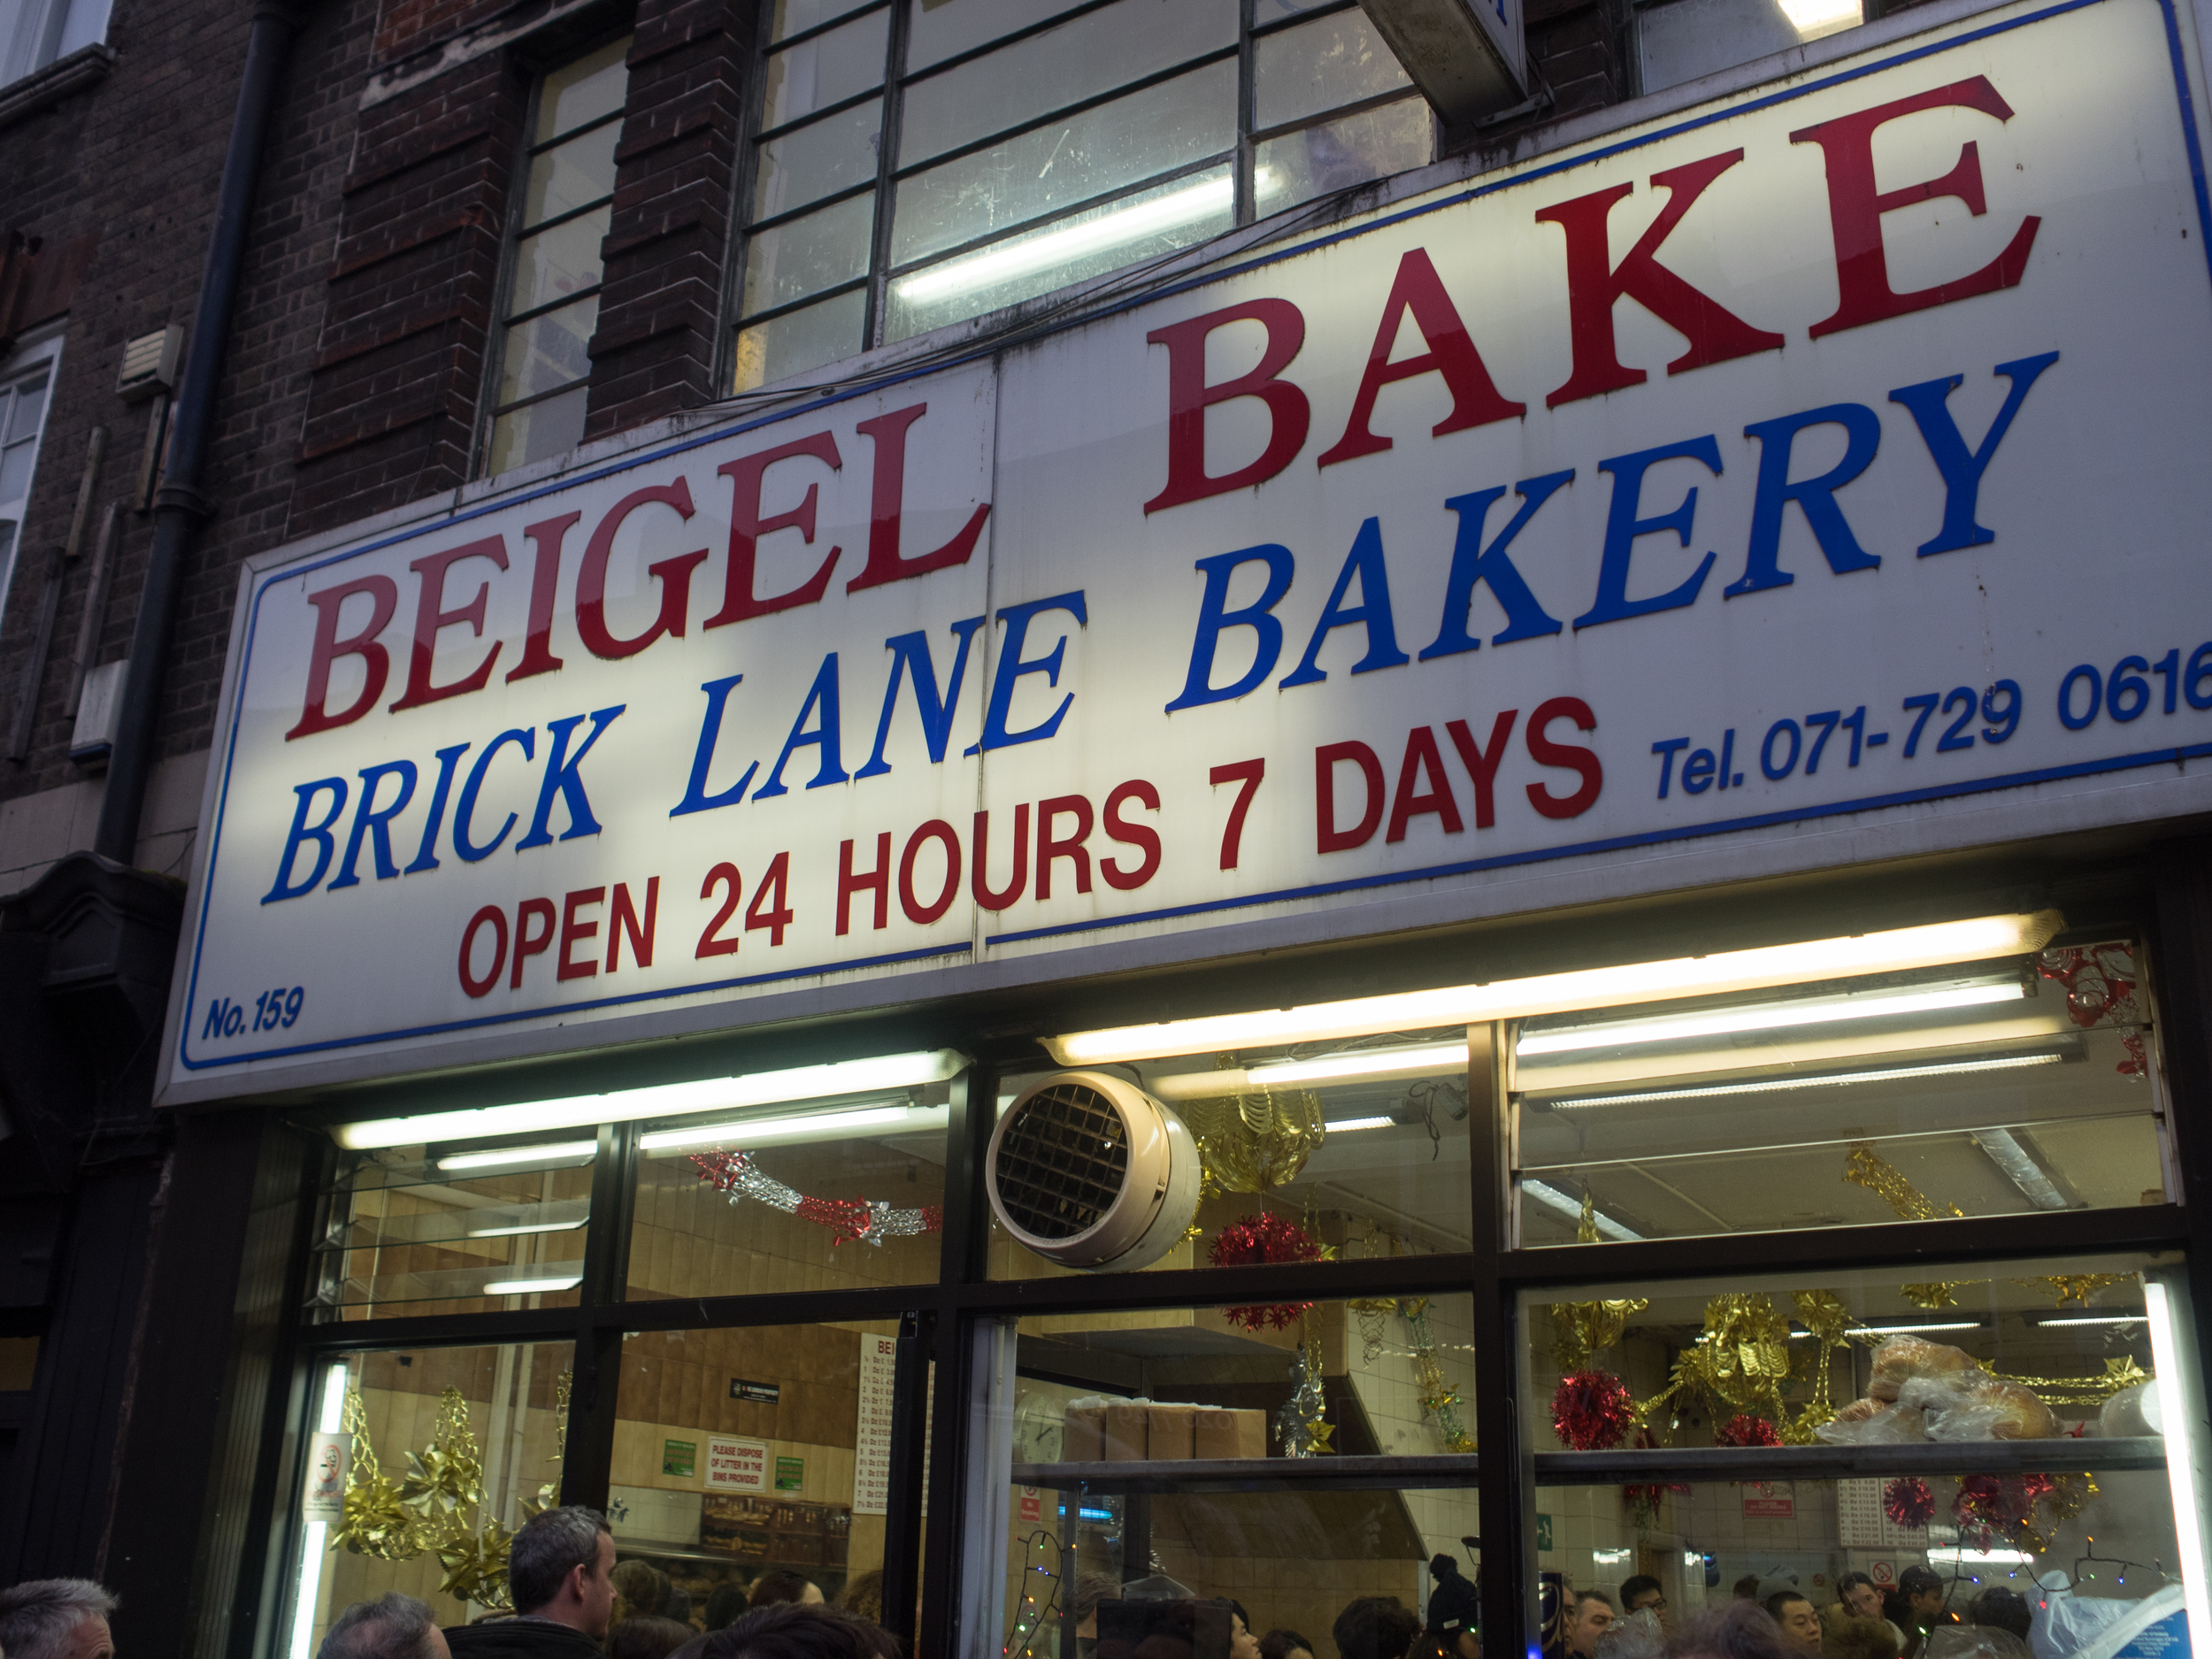 BEIGEL BAKE
BRICK LANE BAKERY
OPEN 24 HOURS 7 DAYS
Tel. 071-729 0616
No. 159
BEI
PLEASE DISPOSE
OF LITTER IN THE
BINS PROVIDED